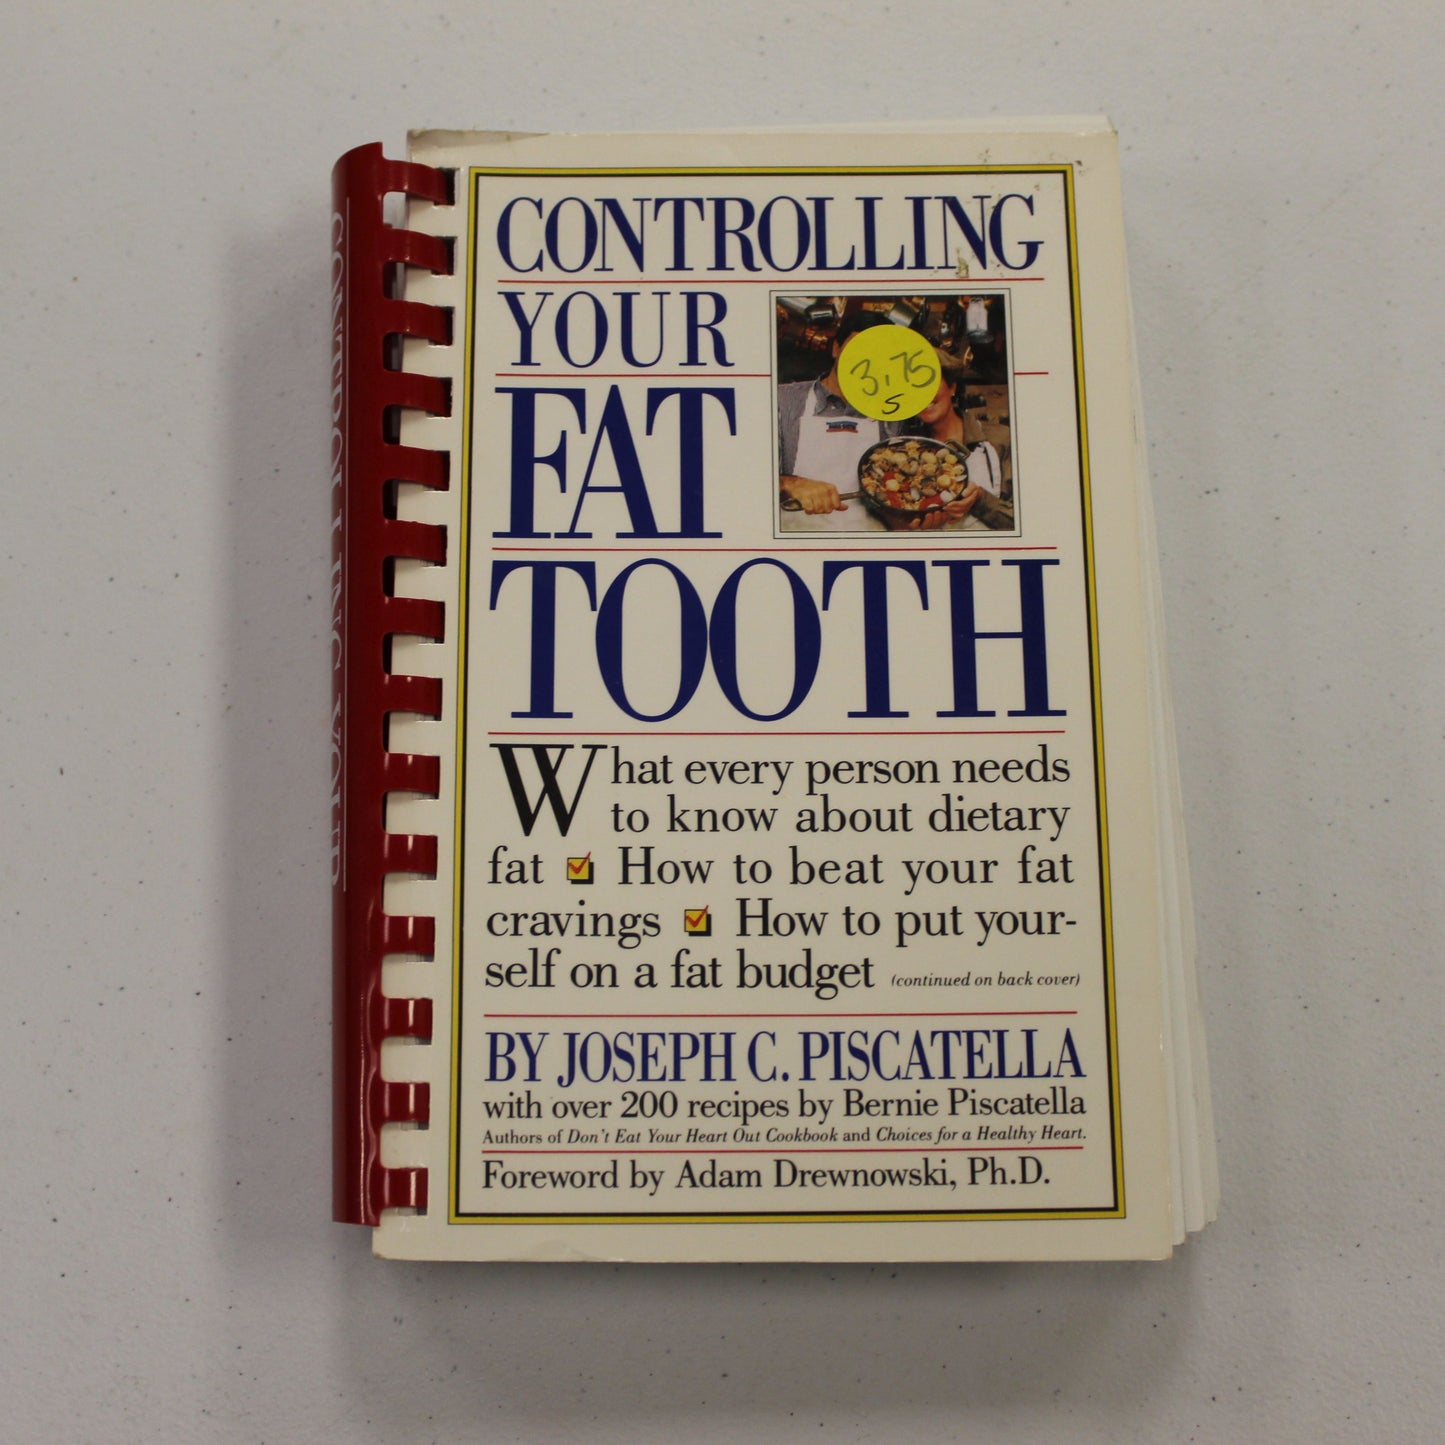 CONTROLLING
YOUR
FAT
TOOTH
3.75
S
What every person needs
to know about dietary
fat How to beat your fat
cravings How to put your-
self on a fat budget (continued on back cover)
BY JOSEPH C. PISCATELLA
with over 200 recipes by Bernie Piscatella
Authors of Don't Eat Your Heart Out Cookbook and Choices for a Healthy Heart.
Foreword by Adam Drewnowski, Ph.D.
CONTROLLING YOUR